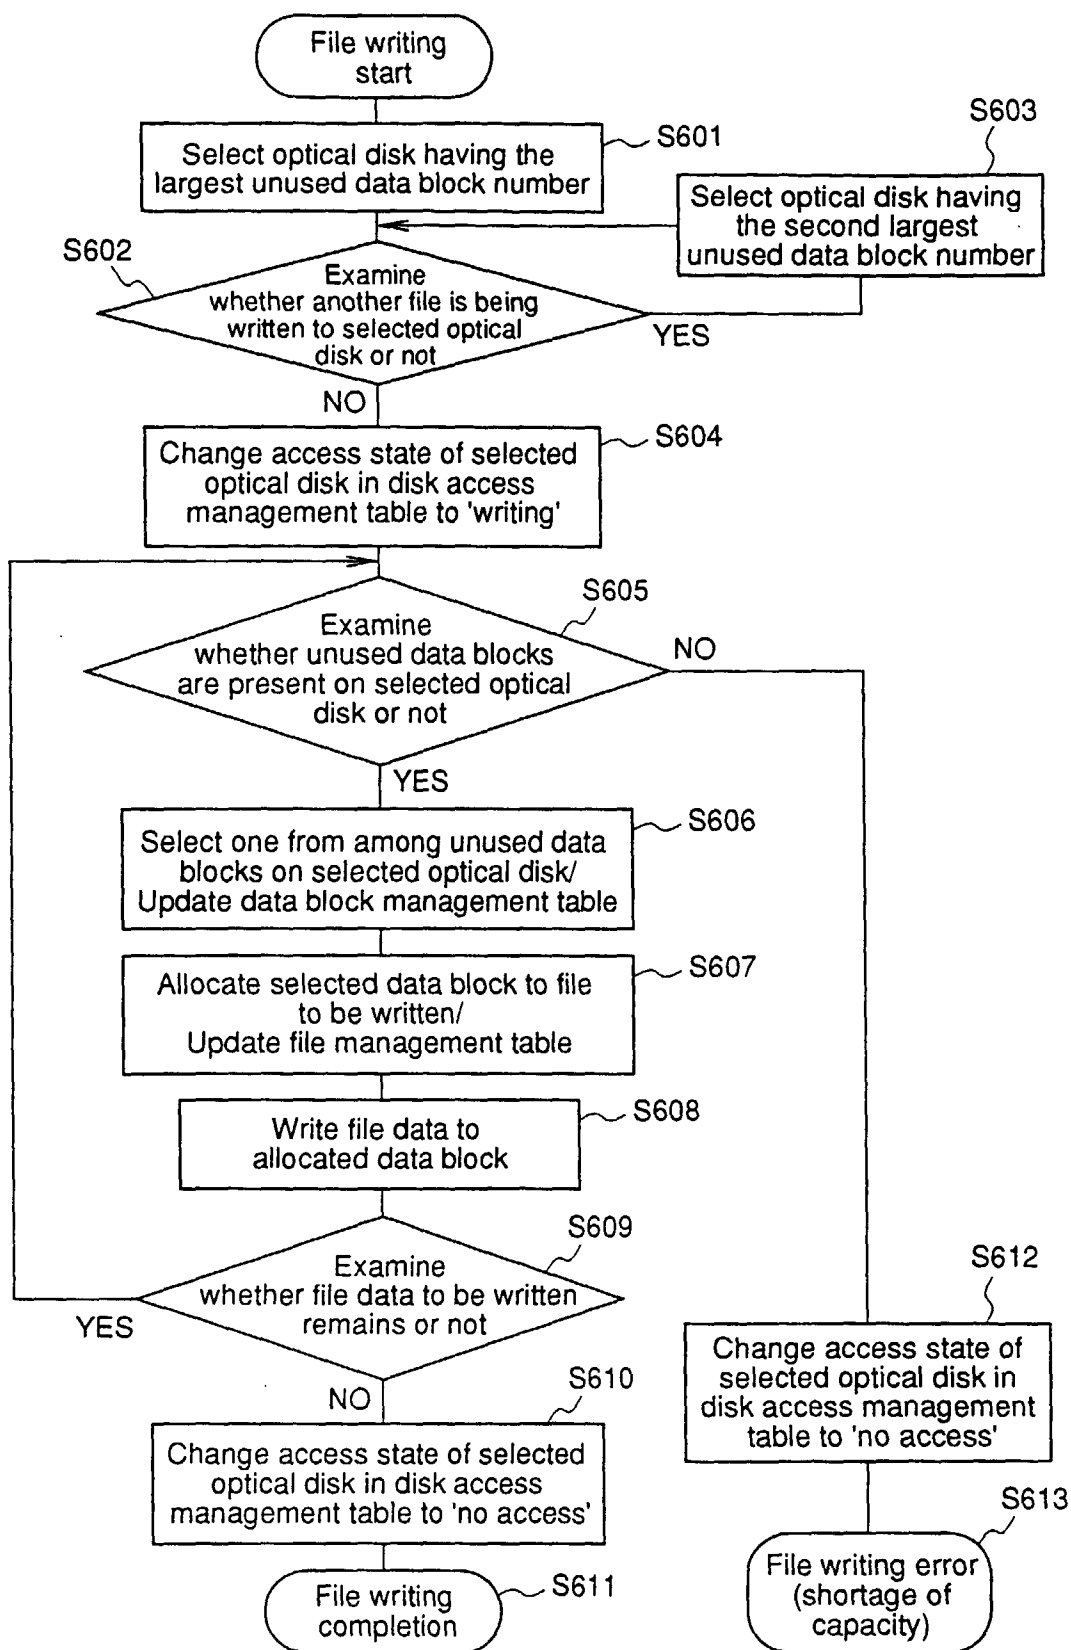 File writing
start
S601
Select optical disk having the
largest unused data block number
S603
Select optical disk having
the second largest
unused data block number
S602
Examine
whether another file is being
written to selected optical
disk or not
YES
NO
S604
Change access state of selected
optical disk in disk access
management table to 'writing'
S605
Examine
whether unused data blocks
are present on selected optical
disk or not
NO
YES
S606
Select one from among unused data
blocks on selected optical disk/
Update data block management table
S607
Allocate selected data block to file
to be written/
Update file management table
S608
Write file data to
allocated data block
S609
Examine
whether file data to be written
remains or not
YES
NO
S610
Change access state of selected
optical disk in disk access
management table to 'no access'
S611
File writing
completion
S612
Change access state of
selected optical disk in
disk access management
table to 'no access'
S613
File writing error
(shortage of
capacity)